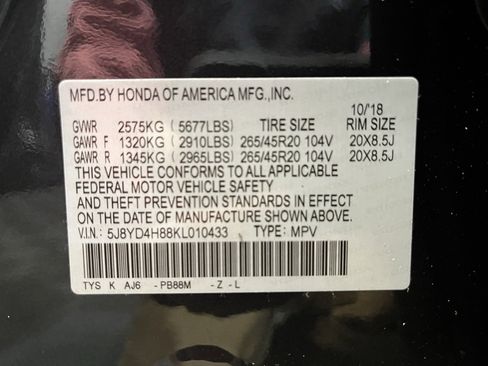 MFD.BY HONDA OF AMERICA MFG.,INC.
10/'18
GVWR 2575KG (5677LBS) TIRE SIZE RIM SIZE
GAWR F 1320KG (2910LBS) 265/45R20 104V 20X8.5J
GAWR R 1345KG (2965LBS) 265/45R20 104V 20X8.5J
THIS VEHICLE CONFORMS TO ALL APPLICABLE
FEDERAL MOTOR VEHICLE SAFETY
AND THEFT PREVENTION STANDARDS IN EFFECT
ON THE DATE OF MANUFACTURE SHOWN ABOVE.
V.I.N.: 5J8YD4H88KL010433 TYPE: MPV
TYS K AJ6 -PB88M -Z-L